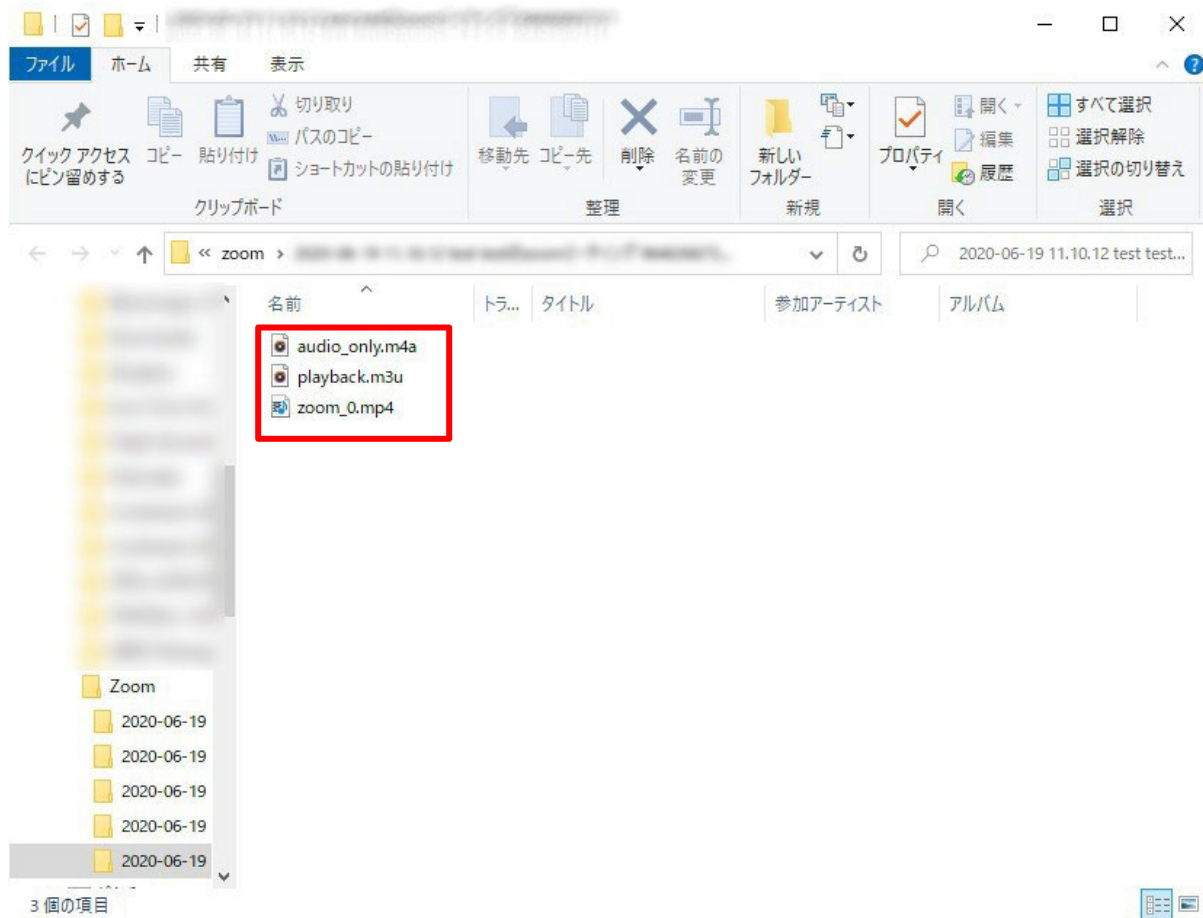 ファイル ホーム 共有 表示
クイック アクセス
にピン留めする
コピー
貼り付け
切り取り
パスのコピー
ショートカットの貼り付け
クリップボード
移動先
コピー先
削除
名前の
変更
整理
新しい
フォルダー
新規
プロパティ
開く
編集
履歴
開く
すべて選択
選択解除
選択の切り替え
選択
« zoom ›
2020-06-19 11.10.12 test test...
名前 トラ... タイトル 参加アーティスト アルバム
audio_only.m4a
playback.m3u
zoom_0.mp4
Zoom
2020-06-19
2020-06-19
2020-06-19
2020-06-19
2020-06-19
3 個の項目